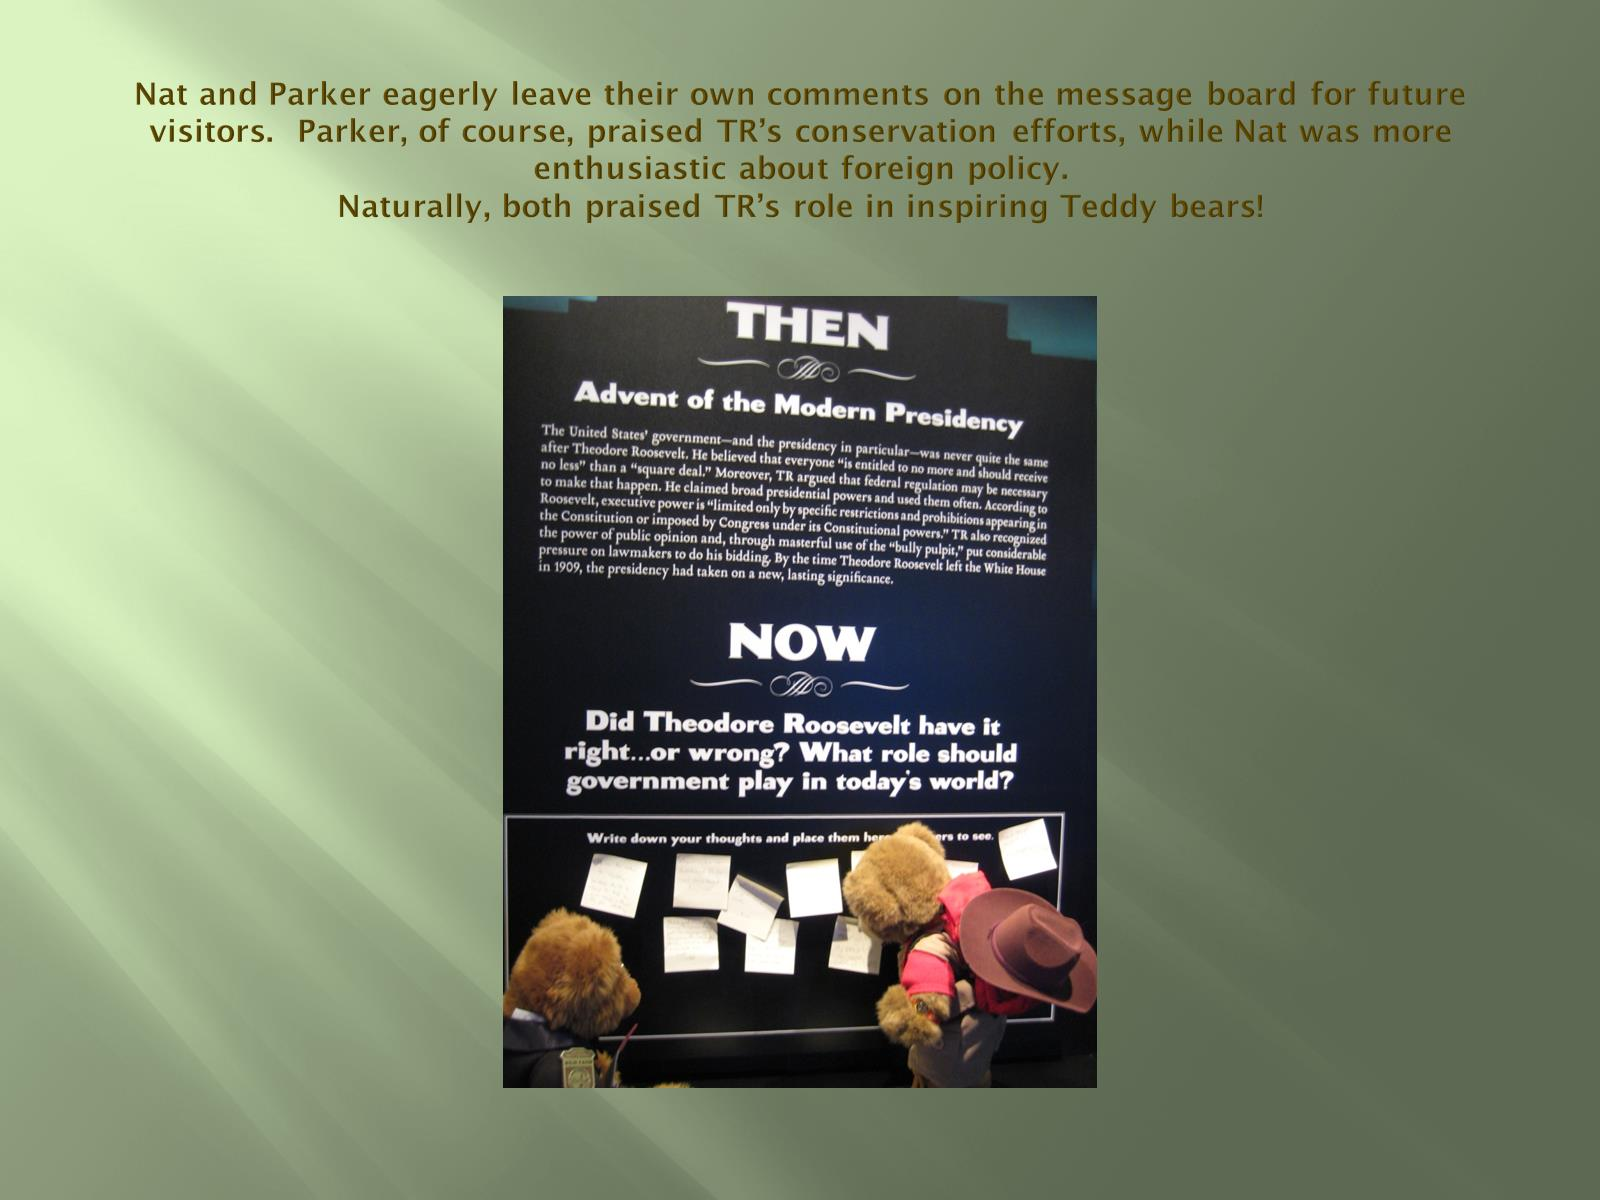 Nat and Parker eagerly leave their own comments on the message board for future
visitors.  Parker, of course, praised TR’s conservation efforts, while Nat was more
enthusiastic about foreign policy.
Naturally, both praised TR’s role in inspiring Teddy bears!
THEN
Advent of the Modern Presidency
The United States' government—and the presidency in particular—was never quite the same
after Theodore Roosevelt. He believed that everyone “is entitled to no more and should receive
no less” than a “square deal.” Moreover, TR argued that federal regulation may be necessary
to make that happen. He claimed broad presidential powers and used them often. According to
Roosevelt, executive power is “limited only by specific restrictions and prohibitions appearing in
the Constitution or imposed by Congress under its Constitutional powers.” TR also recognized
the power of public opinion and, through masterful use of the “bully pulpit,” put considerable
pressure on lawmakers to do his bidding. By the time Theodore Roosevelt left the White House
in 1909, the presidency had taken on a new, lasting significance.
NOW
Did Theodore Roosevelt have it
right...or wrong? What role should
government play in today's world?
Write down your thoughts and place them to see.